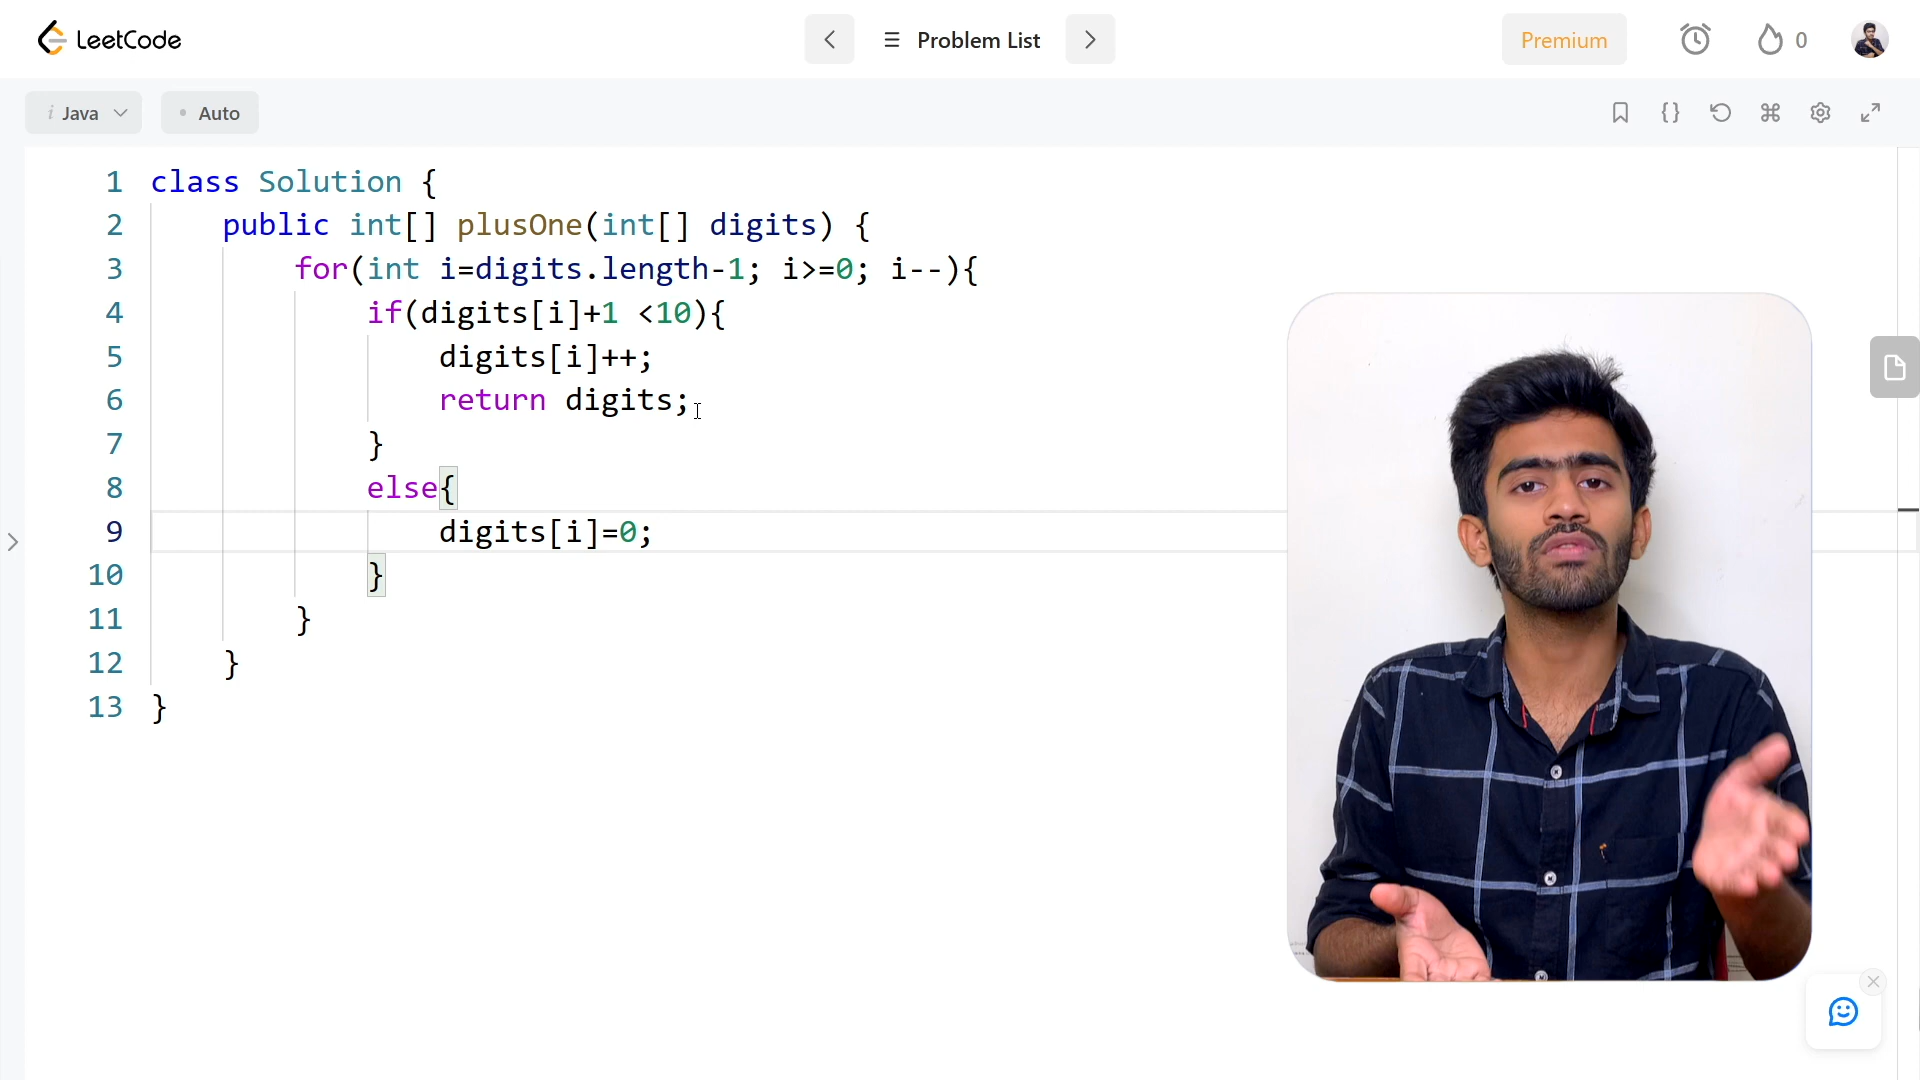 LeetCode
Problem List
Premium
0
i Java
Auto
1 class Solution {
2 public int[] plusOne(int[] digits) {
3 for(int i=digits.length-1; i>=0; i--){
4 if(digits[i]+1 <10){
5 digits[i]++;
6 return digits;
7 }
8 else{
9 digits[i]=0;
10 }
11 }
12 }
13 }